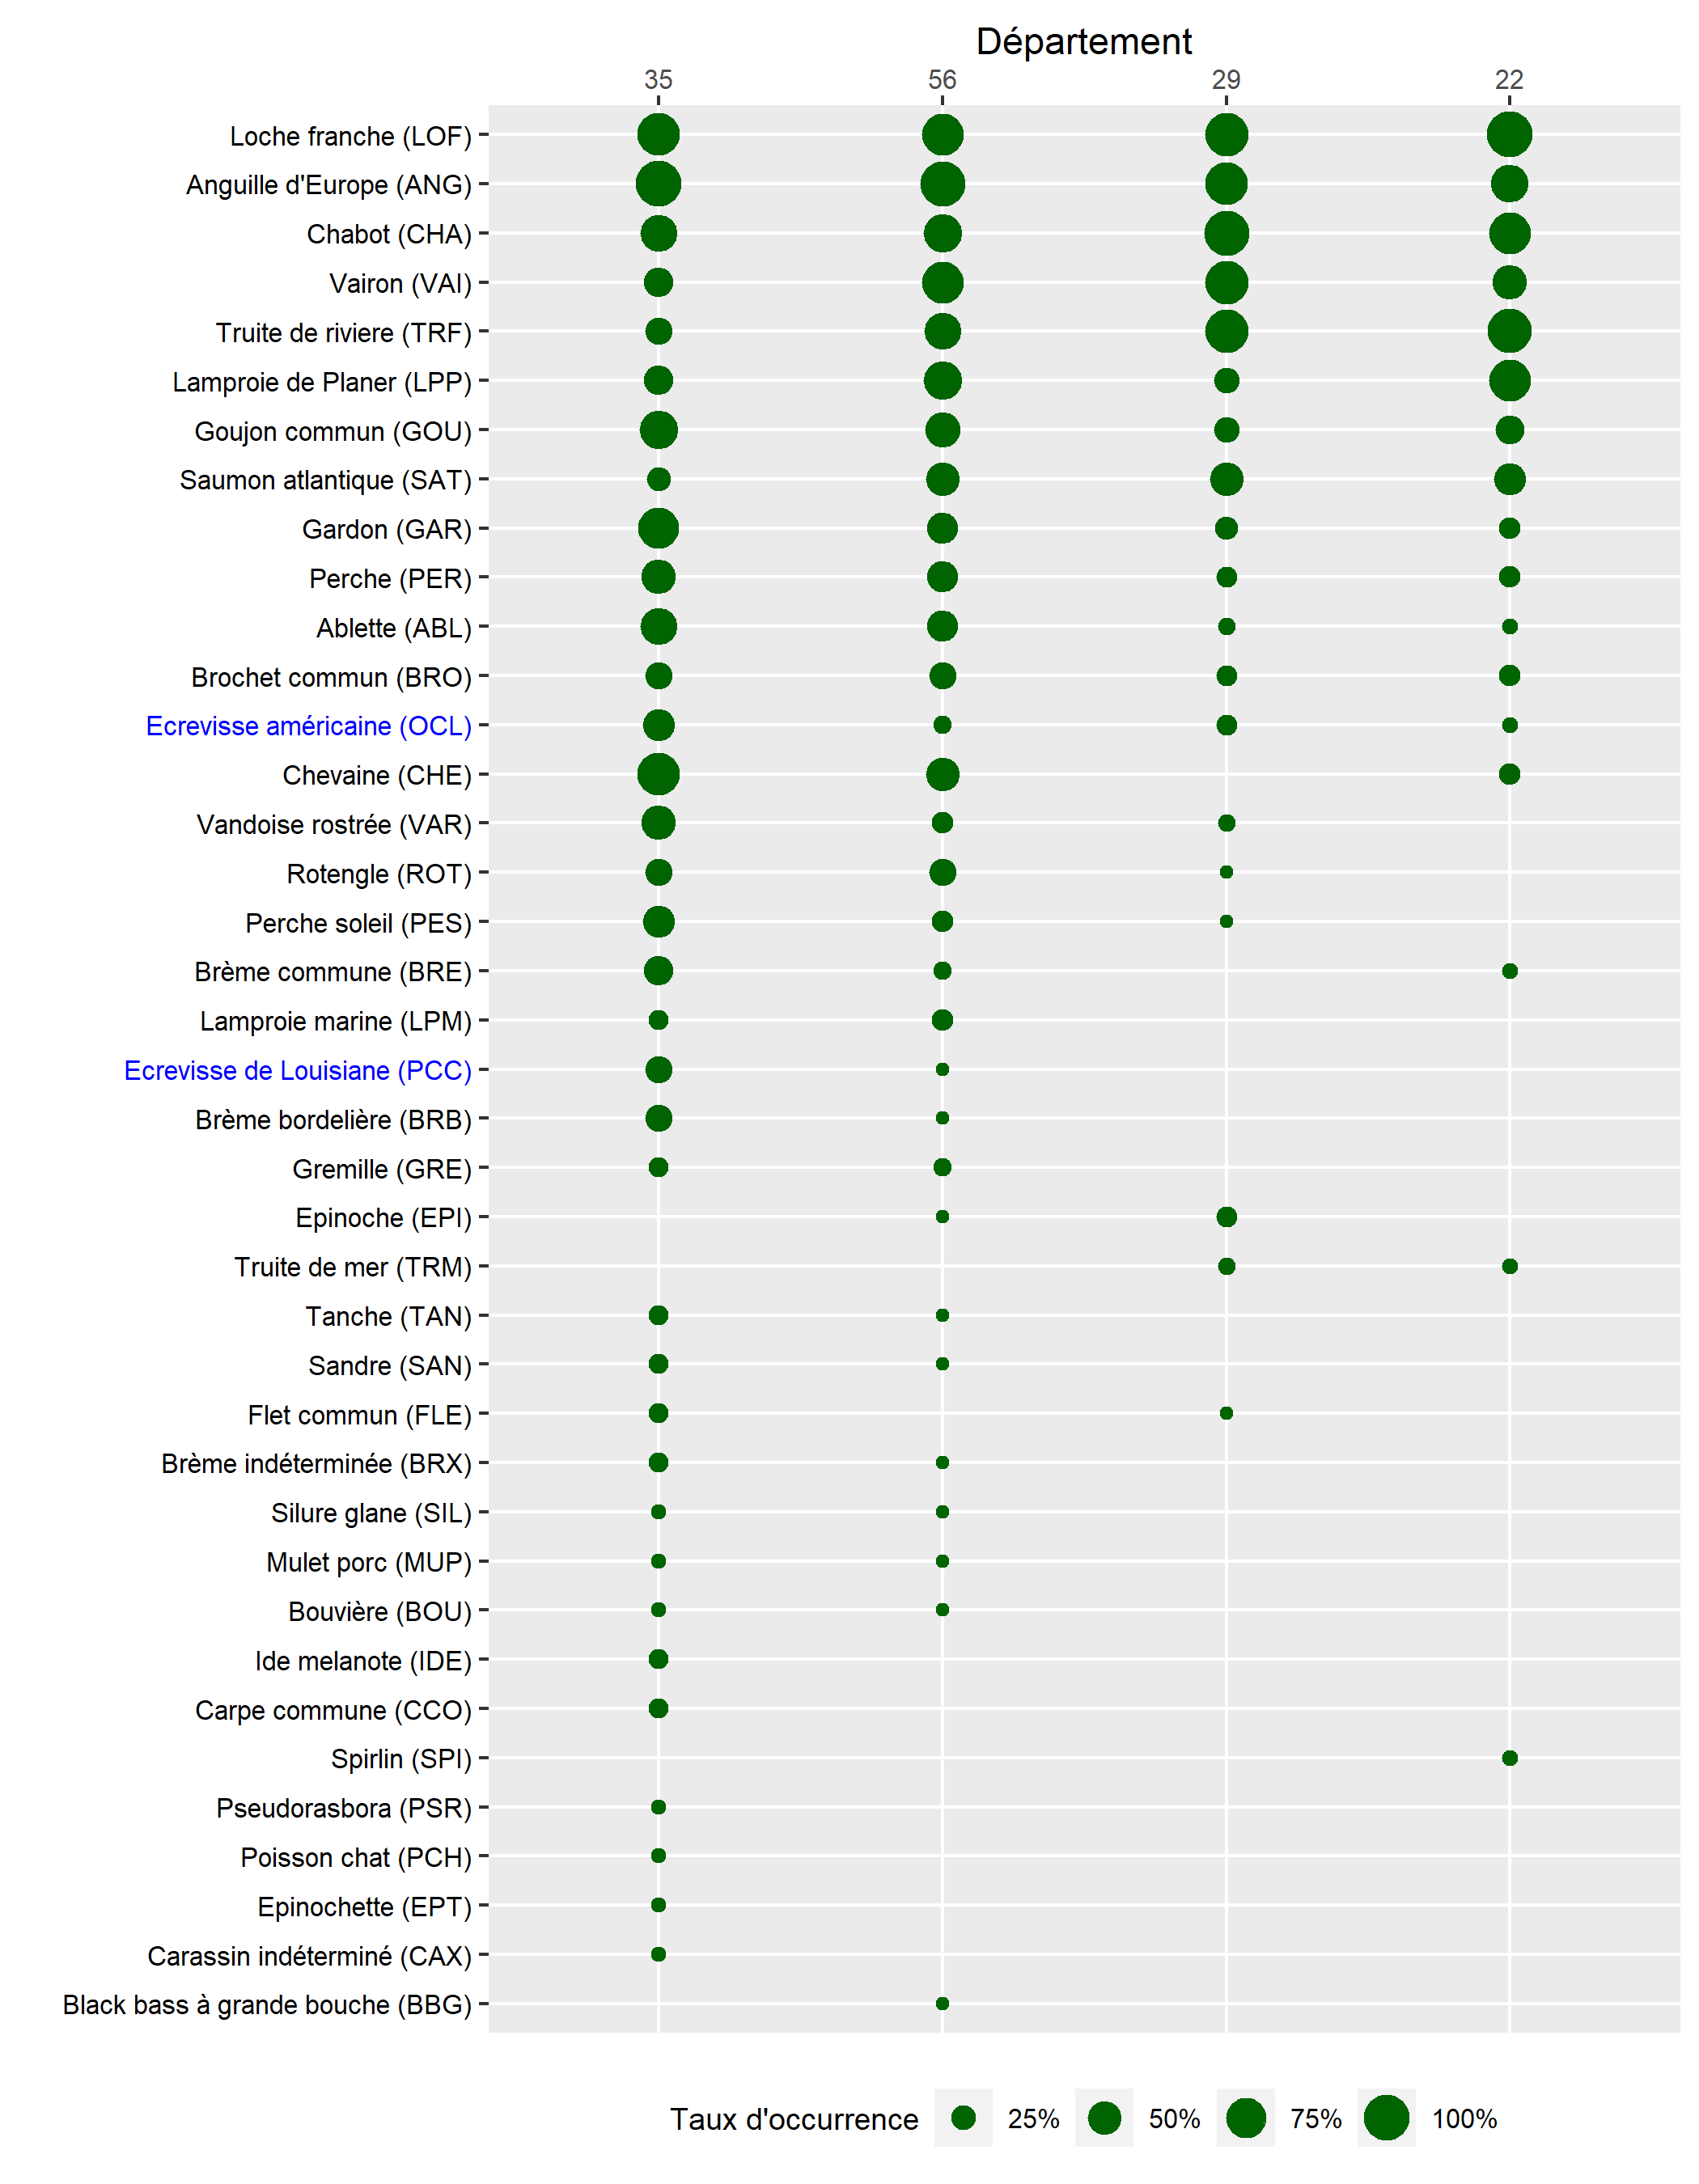 Département
35 56 29 22
Loche franche (LOF)
Anguille d'Europe (ANG)
Chabot (CHA)
Vairon (VAI)
Truite de riviere (TRF)
Lamproie de Planer (LPP)
Goujon commun (GOU)
Saumon atlantique (SAT)
Gardon (GAR)
Perche (PER)
Ablette (ABL)
Brochet commun (BRO)
Ecrevisse américaine (OCL)
Chevaine (CHE)
Vandoise rostrée (VAR)
Rotengle (ROT)
Perche soleil (PES)
Brème commune (BRE)
Lamproie marine (LPM)
Ecrevisse de Louisiane (PCC)
Brème bordelière (BRB)
Gremille (GRE)
Epinoche (EPI)
Truite de mer (TRM)
Tanche (TAN)
Sandre (SAN)
Flet commun (FLE)
Brème indéterminée (BRX)
Silure glane (SIL)
Mulet porc (MUP)
Bouvière (BOU)
Ide melanote (IDE)
Carpe commune (CCO)
Spirlin (SPI)
Pseudorasbora (PSR)
Poisson chat (PCH)
Epinochette (EPT)
Carassin indéterminé (CAX)
Black bass à grande bouche (BBG)
Taux d'occurrence 25% 50% 75% 100%